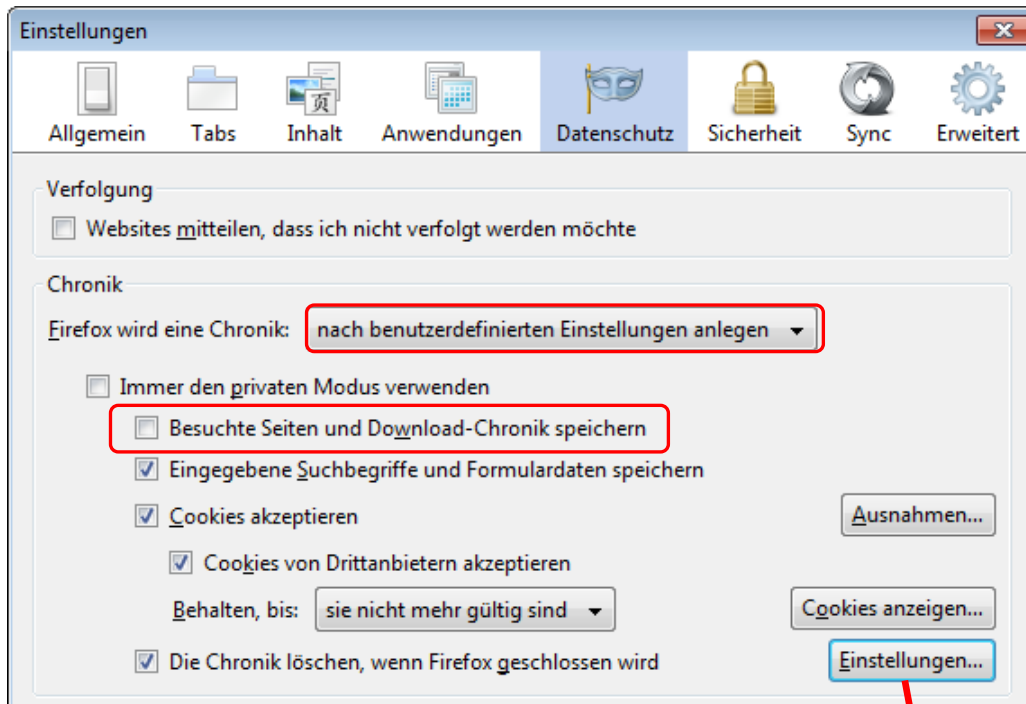 Einstellungen
Allgemein Tabs Inhalt Anwendungen Datenschutz Sicherheit Sync Erweitert
页
Verfolgung
Websites mitteilen, dass ich nicht verfolgt werden möchte
Chronik
Firefox wird eine Chronik: nach benutzerdefinierten Einstellungen anlegen
Immer den privaten Modus verwenden
Besuchte Seiten und Download-Chronik speichern
Eingegebene Suchbegriffe und Formulardaten speichern
Cookies akzeptieren Ausnahmen...
Cookies von Drittanbietern akzeptieren
Behalten, bis: sie nicht mehr gültig sind Cookies anzeigen...
Die Chronik löschen, wenn Firefox geschlossen wird Einstellungen...